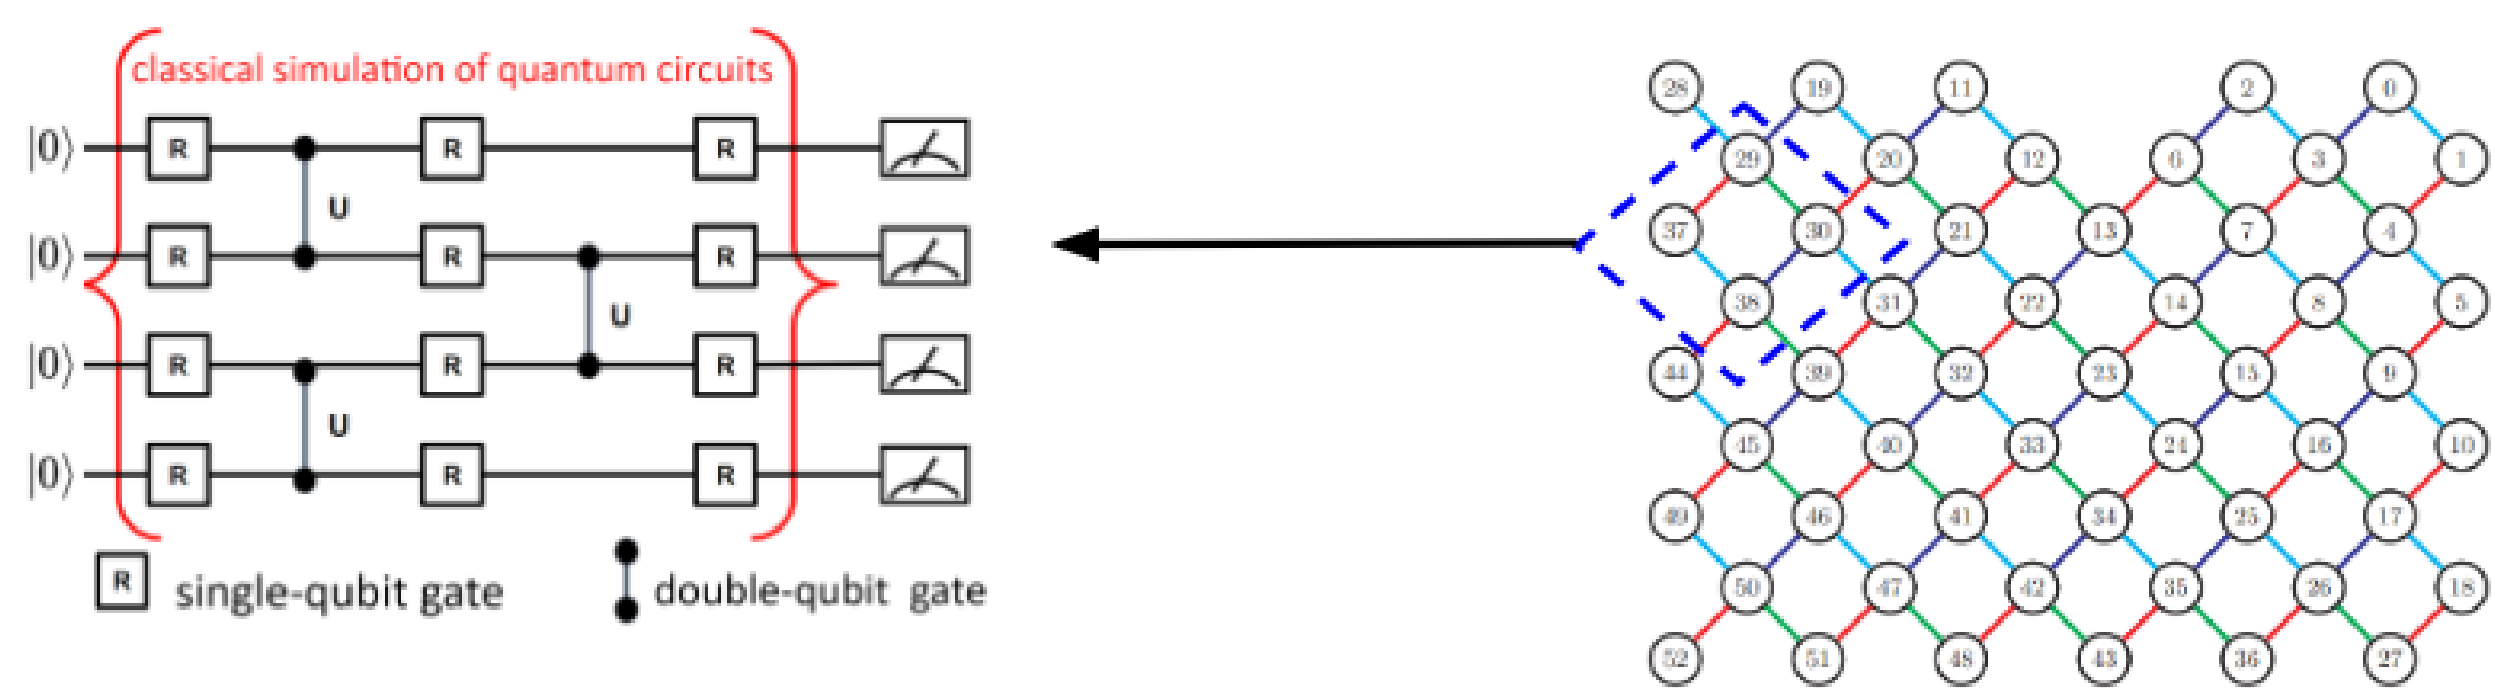 classical simulation of quantum circuits
28 19 11 2 0
|0⟩ R R R
29 20 12 6 3 1
U
37 30 21 13 7 4
|0⟩ R R R
38 31 22 14 8 5
U
|0⟩ R R R
44 39 32 23 15 9
U
45 40 33 24 16 10
|0⟩ R R R
49 46 41 34 25 17
R single-qubit gate double-qubit gate
50 47 42 35 26 18
52 51 48 43 36 27